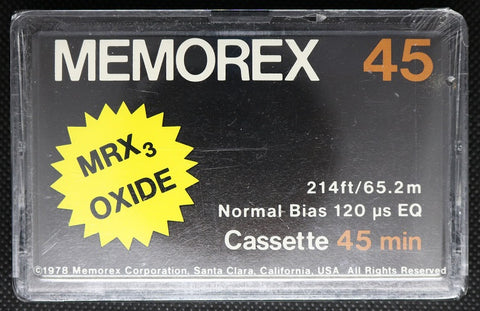 MEMOREX 45
MRX3
OXIDE
214ft/65.2m
Normal Bias 120 µs EQ
Cassette 45 min
©1978 Memorex Corporation, Santa Clara, California, USA. All Rights Reserved